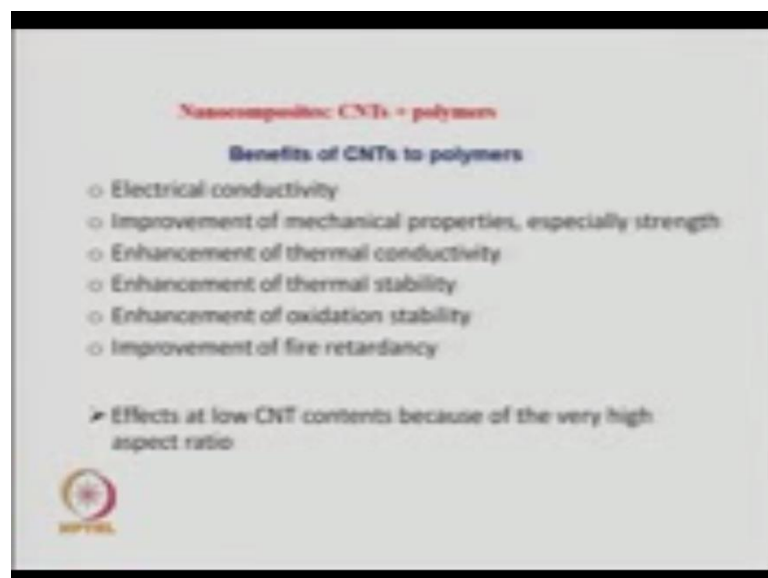 Nanocomposites: CNTs + polymers
Benefits of CNTs to polymers
○ Electrical conductivity
○ Improvement of mechanical properties, especially strength
○ Enhancement of thermal conductivity
○ Enhancement of thermal stability
○ Enhancement of oxidation stability
○ Improvement of fire retardancy
➤ Effects at low CNT contents because of the very high
aspect ratio
NPTEL